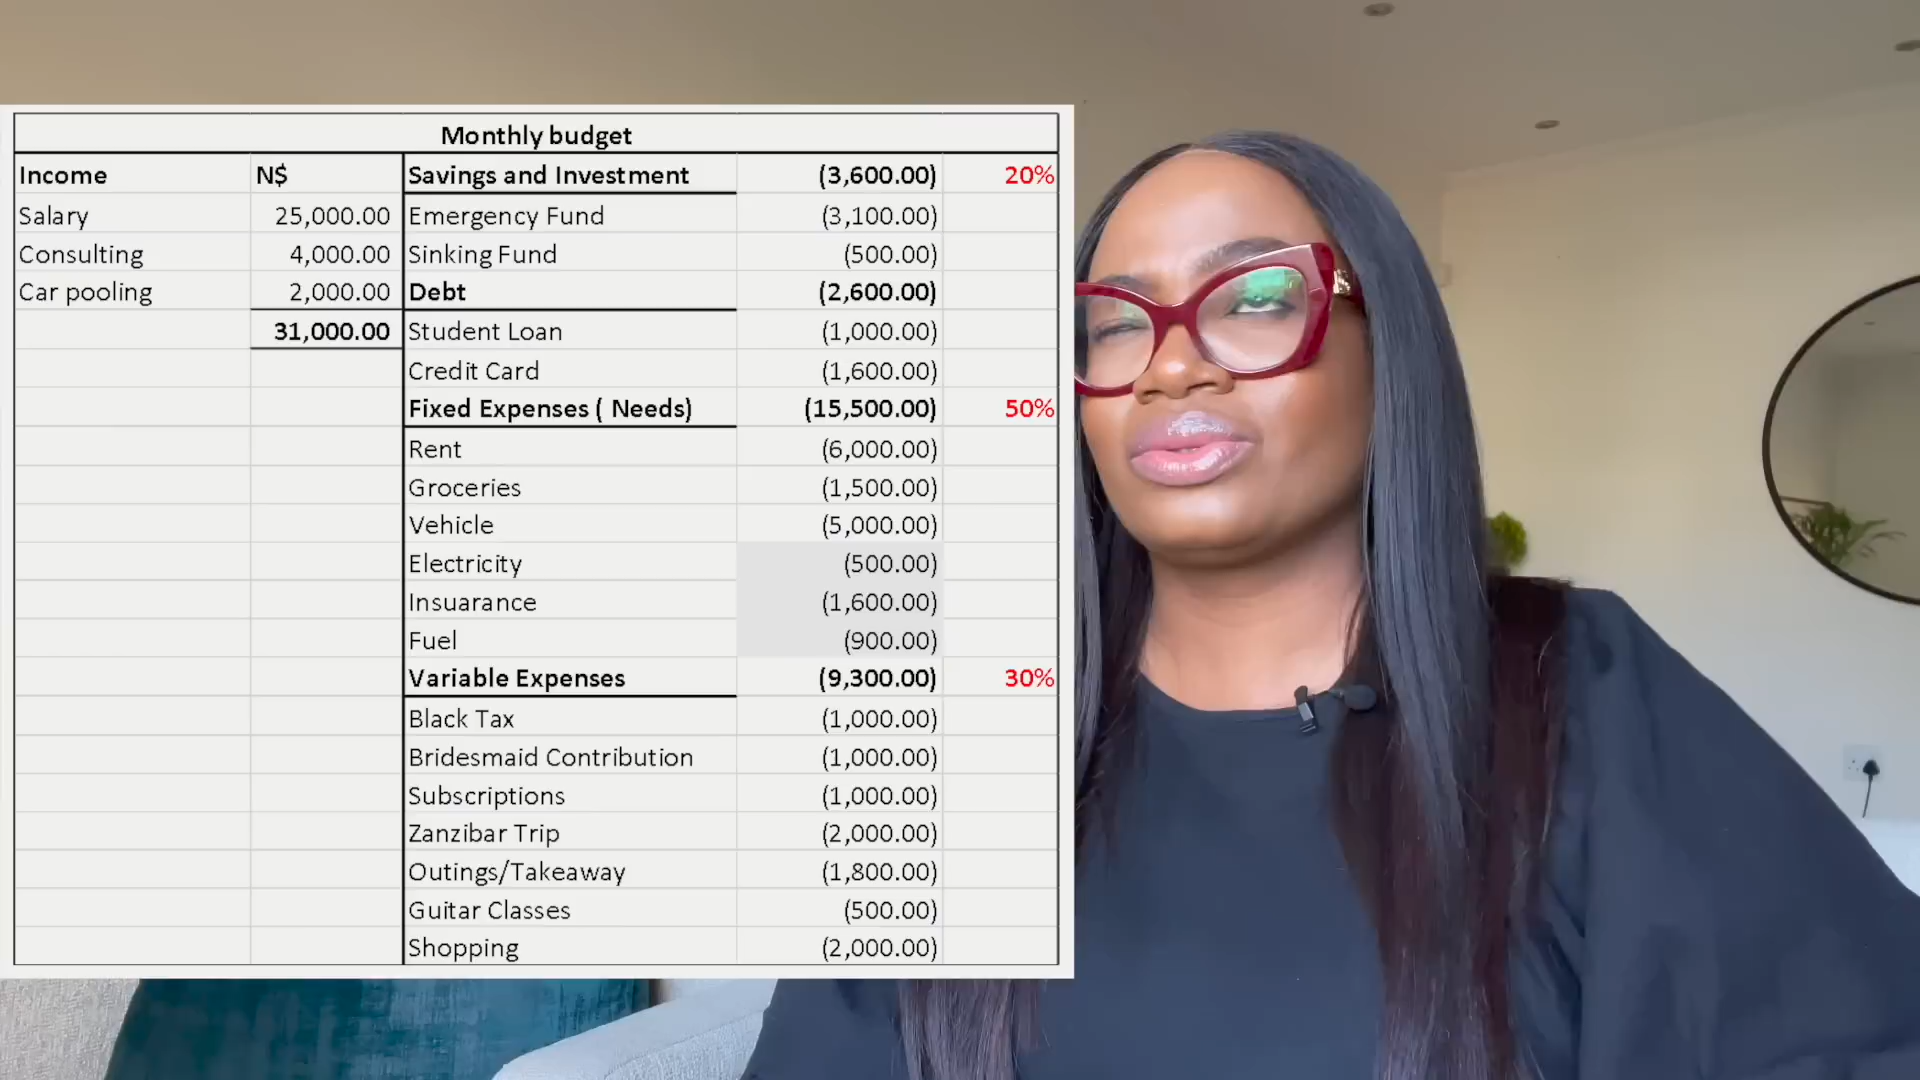 Monthly budget
Income N$ Savings and Investment (3,600.00) 20%
Salary 25,000.00 Emergency Fund (3,100.00)
Consulting 4,000.00 Sinking Fund (500.00)
Car pooling 2,000.00 Debt (2,600.00)
31,000.00 Student Loan (1,000.00)
Credit Card (1,600.00)
Fixed Expenses ( Needs) (15,500.00) 50%
Rent (6,000.00)
Groceries (1,500.00)
Vehicle (5,000.00)
Electricity (500.00)
Insuarance (1,600.00)
Fuel (900.00)
Variable Expenses (9,300.00) 30%
Black Tax (1,000.00)
Bridesmaid Contribution (1,000.00)
Subscriptions (1,000.00)
Zanzibar Trip (2,000.00)
Outings/Takeaway (1,800.00)
Guitar Classes (500.00)
Shopping (2,000.00)